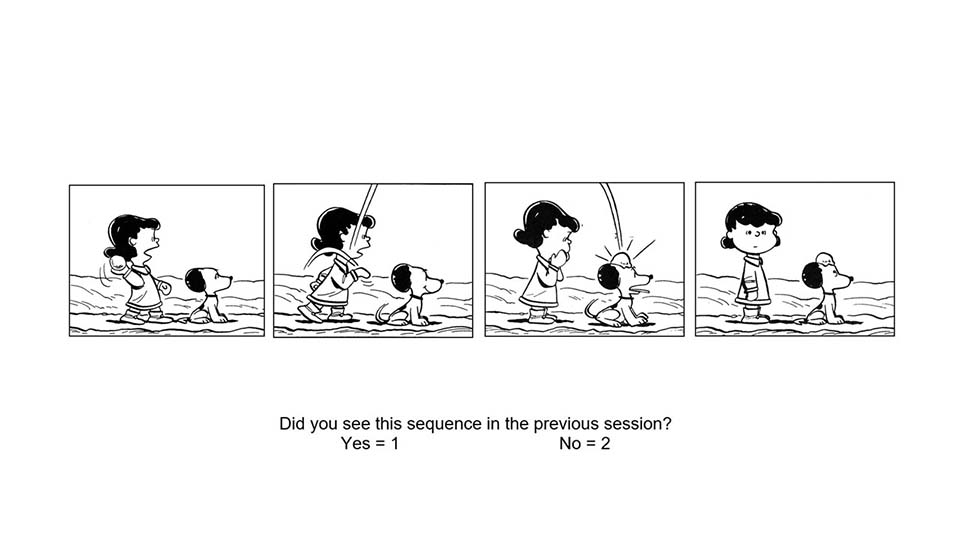 Did you see this sequence in the previous session?
Yes = 1 No = 2